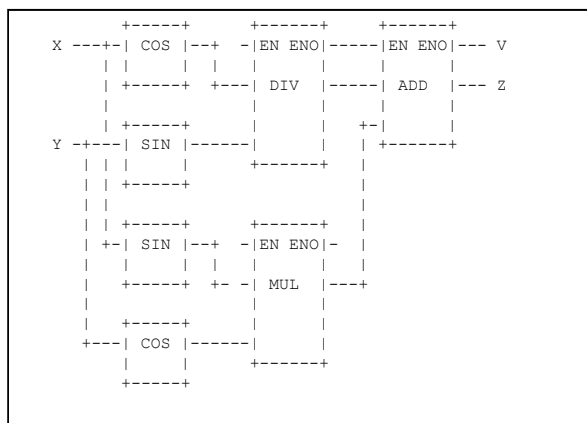 X COS EN ENO EN ENO V
DIV ADD Z
Y SIN
SIN EN ENO
MUL
COS